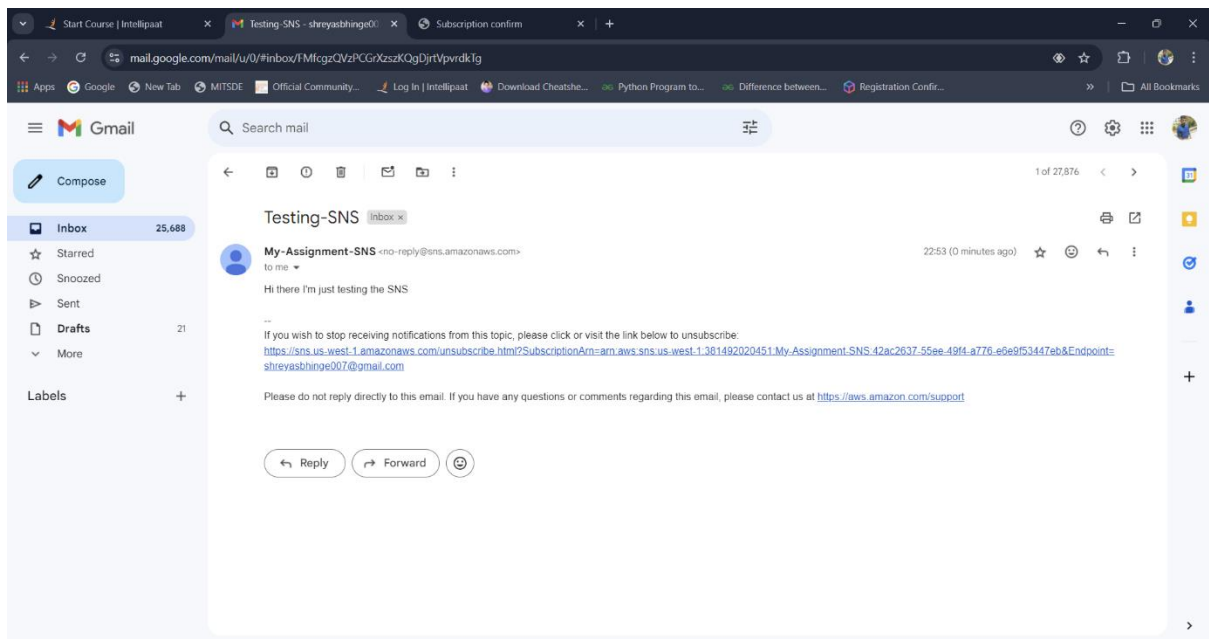 Start Course | Intellipaat
Testing-SNS - shreyasbhinge00
Subscription confirm
mail.google.com/mail/u/0/#inbox/FMfcgzQVzPCGrXzszKQgDjrtVpvrdkTg
Apps
Google
New Tab
MITSDE
Official Community...
Log In | Intellipaat
Download Cheatshe...
Python Program to...
Difference between...
Registration Confir...
All Bookmarks
Gmail
Search mail
Compose
1 of 27,876
Inbox 25,688
Starred
Snoozed
Sent
Drafts 21
More
Labels
Testing-SNS Inbox ×
My-Assignment-SNS <no-reply@sns.amazonaws.com>
22:53 (0 minutes ago)
to me
Hi there I'm just testing the SNS
--
If you wish to stop receiving notifications from this topic, please click or visit the link below to unsubscribe:
https://sns.us-west-1.amazonaws.com/unsubscribe.html?SubscriptionArn=arn:aws:sns:us-west-1:381492020451:My-Assignment-SNS:42ac2637-55ee-49f4-a776-e6e9f53447eb&Endpoint=
shreyasbhinge007@gmail.com
Please do not reply directly to this email. If you have any questions or comments regarding this email, please contact us at https://aws.amazon.com/support
Reply
Forward
31